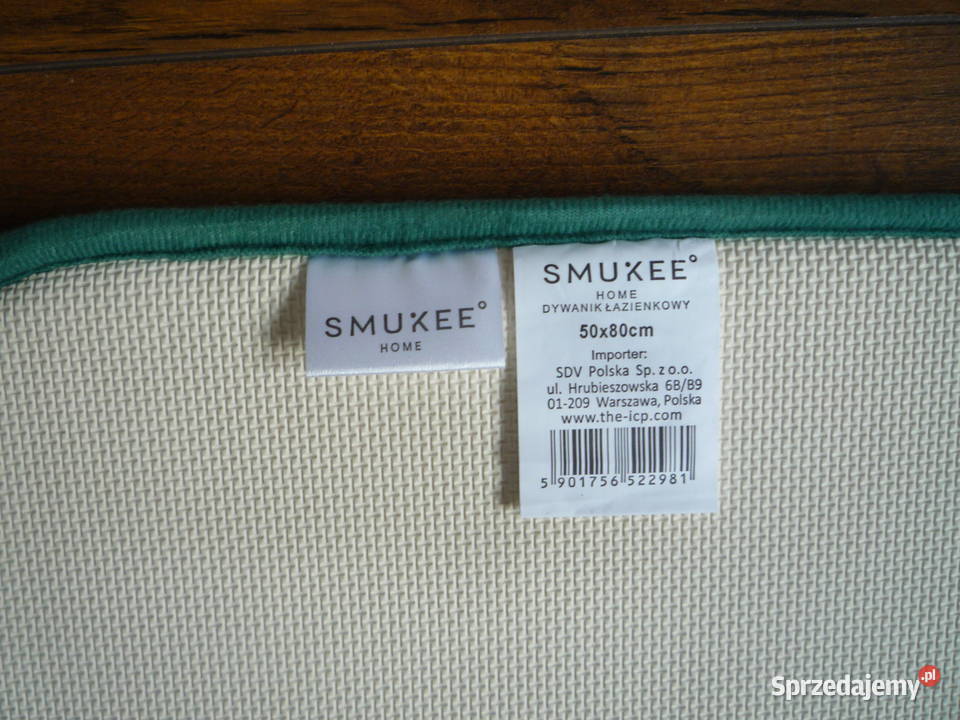 SMUKEE°
HOME
SMUKEE°
HOME
DYWANIK ŁAZIENKOWY
50x80cm
Importer:
SDV Polska Sp. z o.o.
ul. Hrubieszowska 6B/B9
01-209 Warszawa, Polska
www.the-icp.com
5 901756 522981
Sprzedajemy.pl